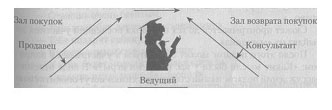 Зал покупок Зал возврата покупок
Продавец Консультант
Ведущий